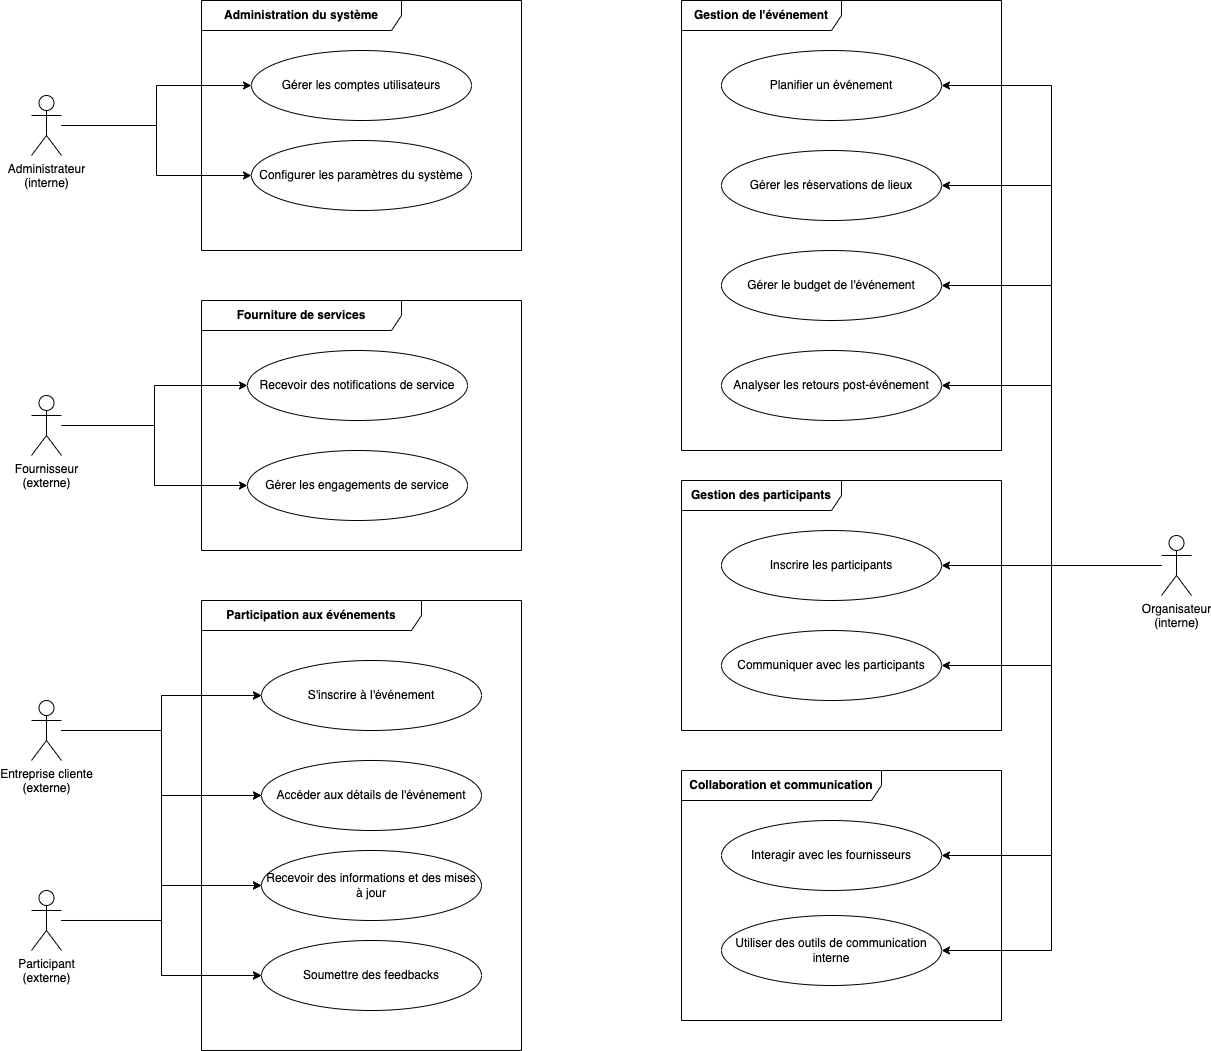 Administration du système
Gérer les comptes utilisateurs
Configurer les paramètres du système
Administrateur
(interne)
Fourniture de services
Recevoir des notifications de service
Gérer les engagements de service
Fournisseur
(externe)
Participation aux événements
S'inscrire à l'événement
Accéder aux détails de l'événement
Recevoir des informations et des mises
à jour
Soumettre des feedbacks
Entreprise cliente
(externe)
Participant
(externe)
Gestion de l'événement
Planifier un événement
Gérer les réservations de lieux
Gérer le budget de l'événement
Analyser les retours post-événement
Gestion des participants
Inscrire les participants
Communiquer avec les participants
Organisateur
(interne)
Collaboration et communication
Interagir avec les fournisseurs
Utiliser des outils de communication
interne